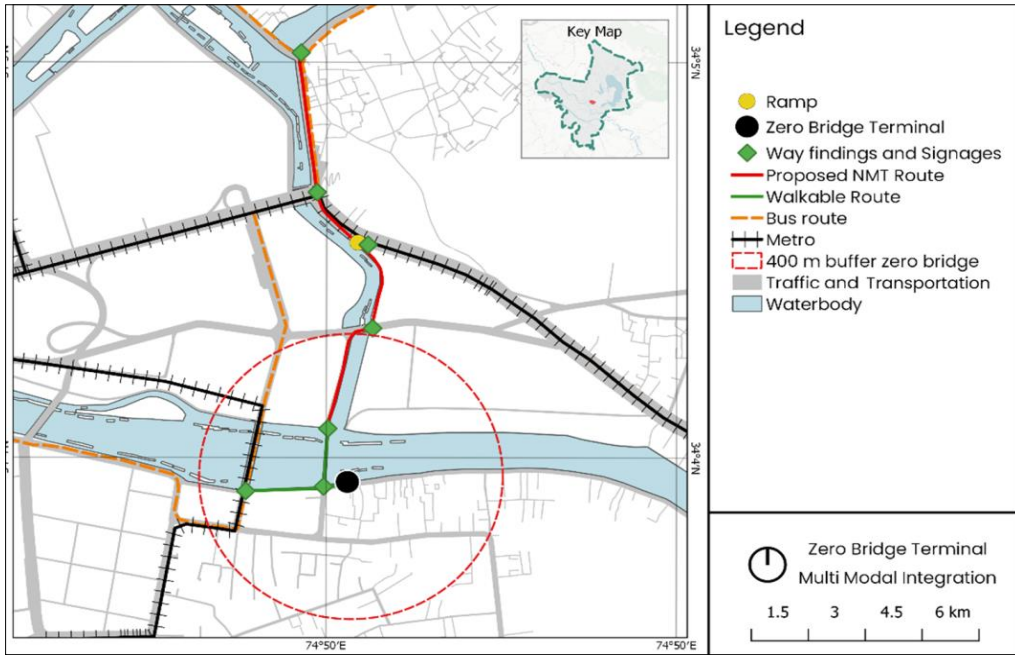 Key Map
34°5'N
34°4'N
74°50'E
74°50'E
Legend
Ramp
Zero Bridge Terminal
Way findings and Signages
Proposed NMT Route
Walkable Route
Bus route
Metro
400 m buffer zero bridge
Traffic and Transportation
Waterbody
Zero Bridge Terminal
Multi Modal Integration
1.5 3 4.5 6 km